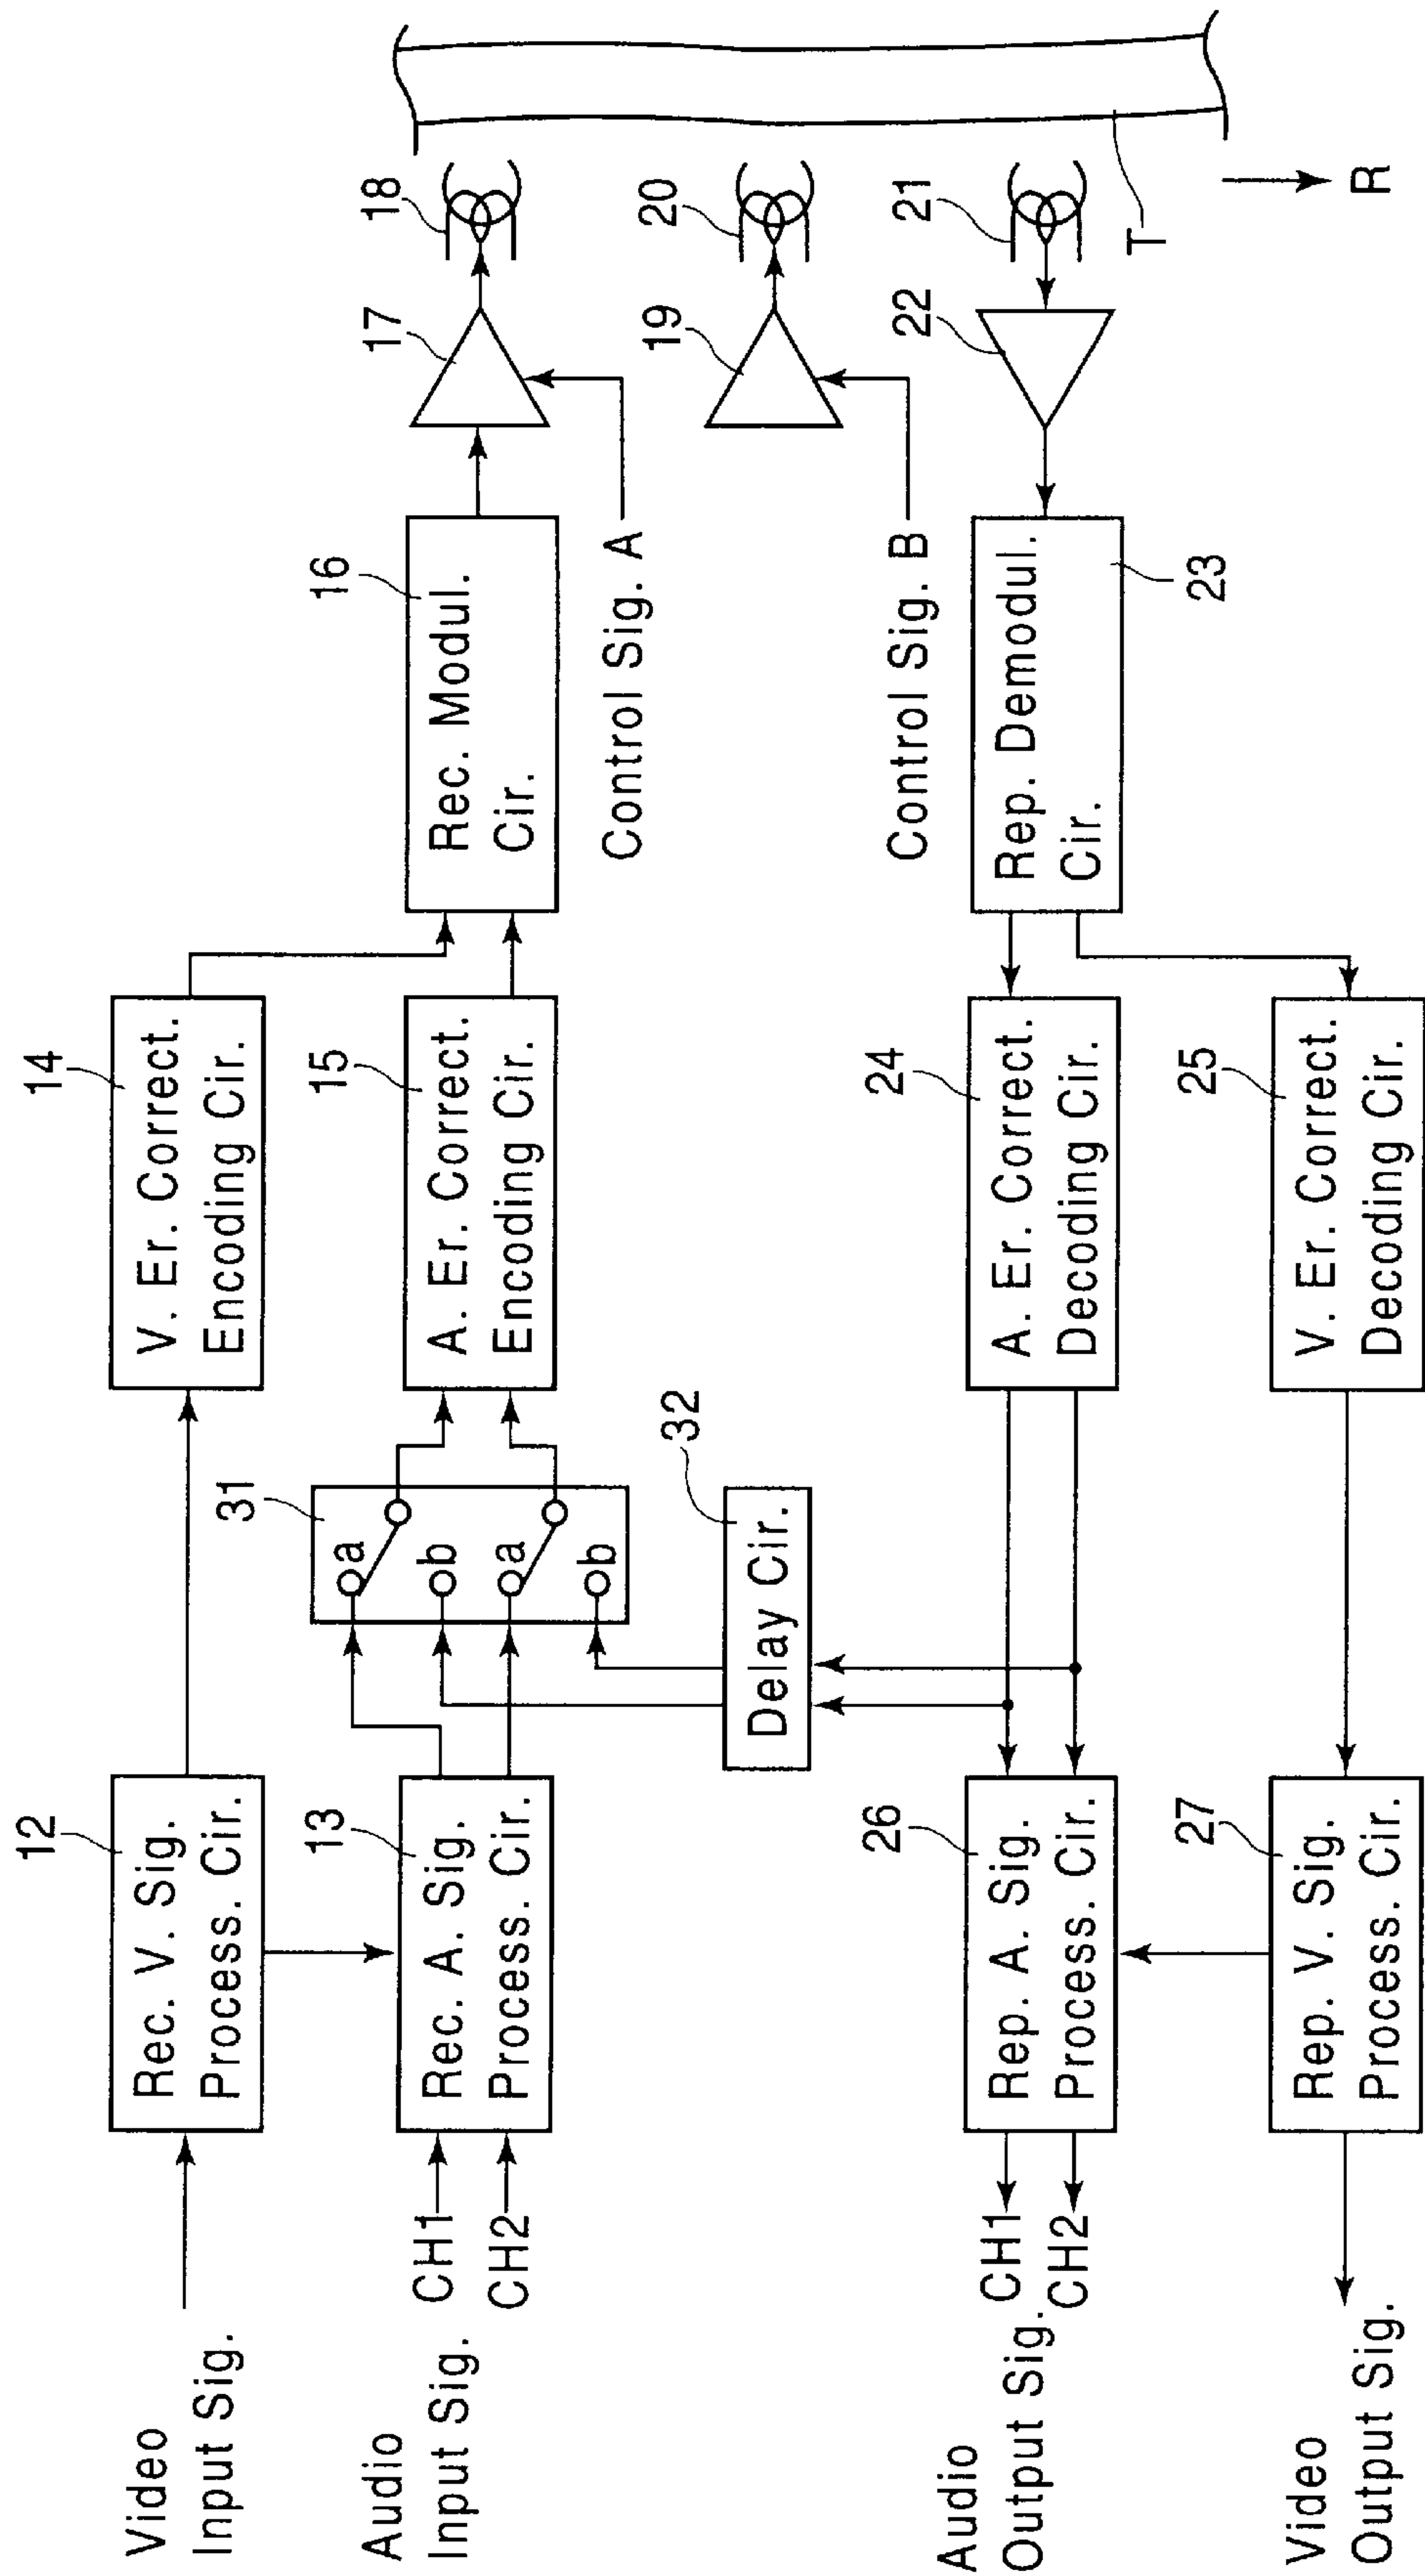 Video
Input Sig.
12
Rec. V. Sig.
Process. Cir.
14
V. Er. Correct.
Encoding Cir.
Audio
Input Sig.
CH1
CH2
13
Rec. A. Sig.
Process. Cir.
31
a
b
a
b
15
A. Er. Correct.
Encoding Cir.
16
Rec. Modul.
Cir.
17
18
Control Sig. A
32
Delay Cir.
19
20
Control Sig. B
Audio
Output Sig.
CH1
CH2
26
Rep. A. Sig.
Process. Cir.
24
A. Er. Correct.
Decoding Cir.
Rep. Demodul.
Cir.
23
22
21
T
R
Video
Output Sig.
27
Rep. V. Sig.
Process. Cir.
25
V. Er. Correct.
Decoding Cir.